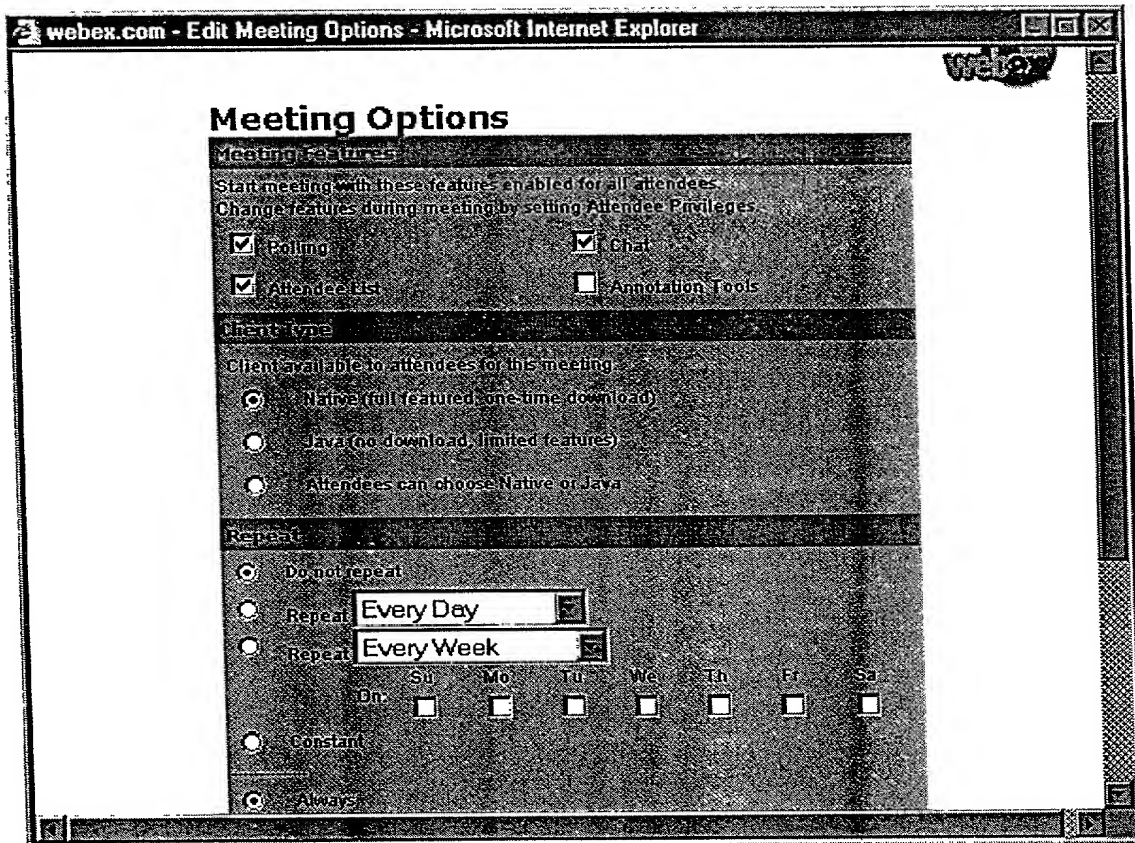 webex.com - Edit Meeting Options - Microsoft Internet Explorer
webex
Meeting Options
Meeting Features
Start meeting with these features enabled for all attendees.
Change features during meeting by setting Attendee Privileges.
Polling Chat
Attendee List Annotation Tools
Client Type
Client available to attendees for this meeting
Native (full featured, one-time download)
Java (no download, limited features)
Attendees can choose Native or Java
Repeat
Do not repeat
Repeat Every Day
Repeat Every Week
Su Mo Tu We Th Fr Sa
On:
Constant
Always